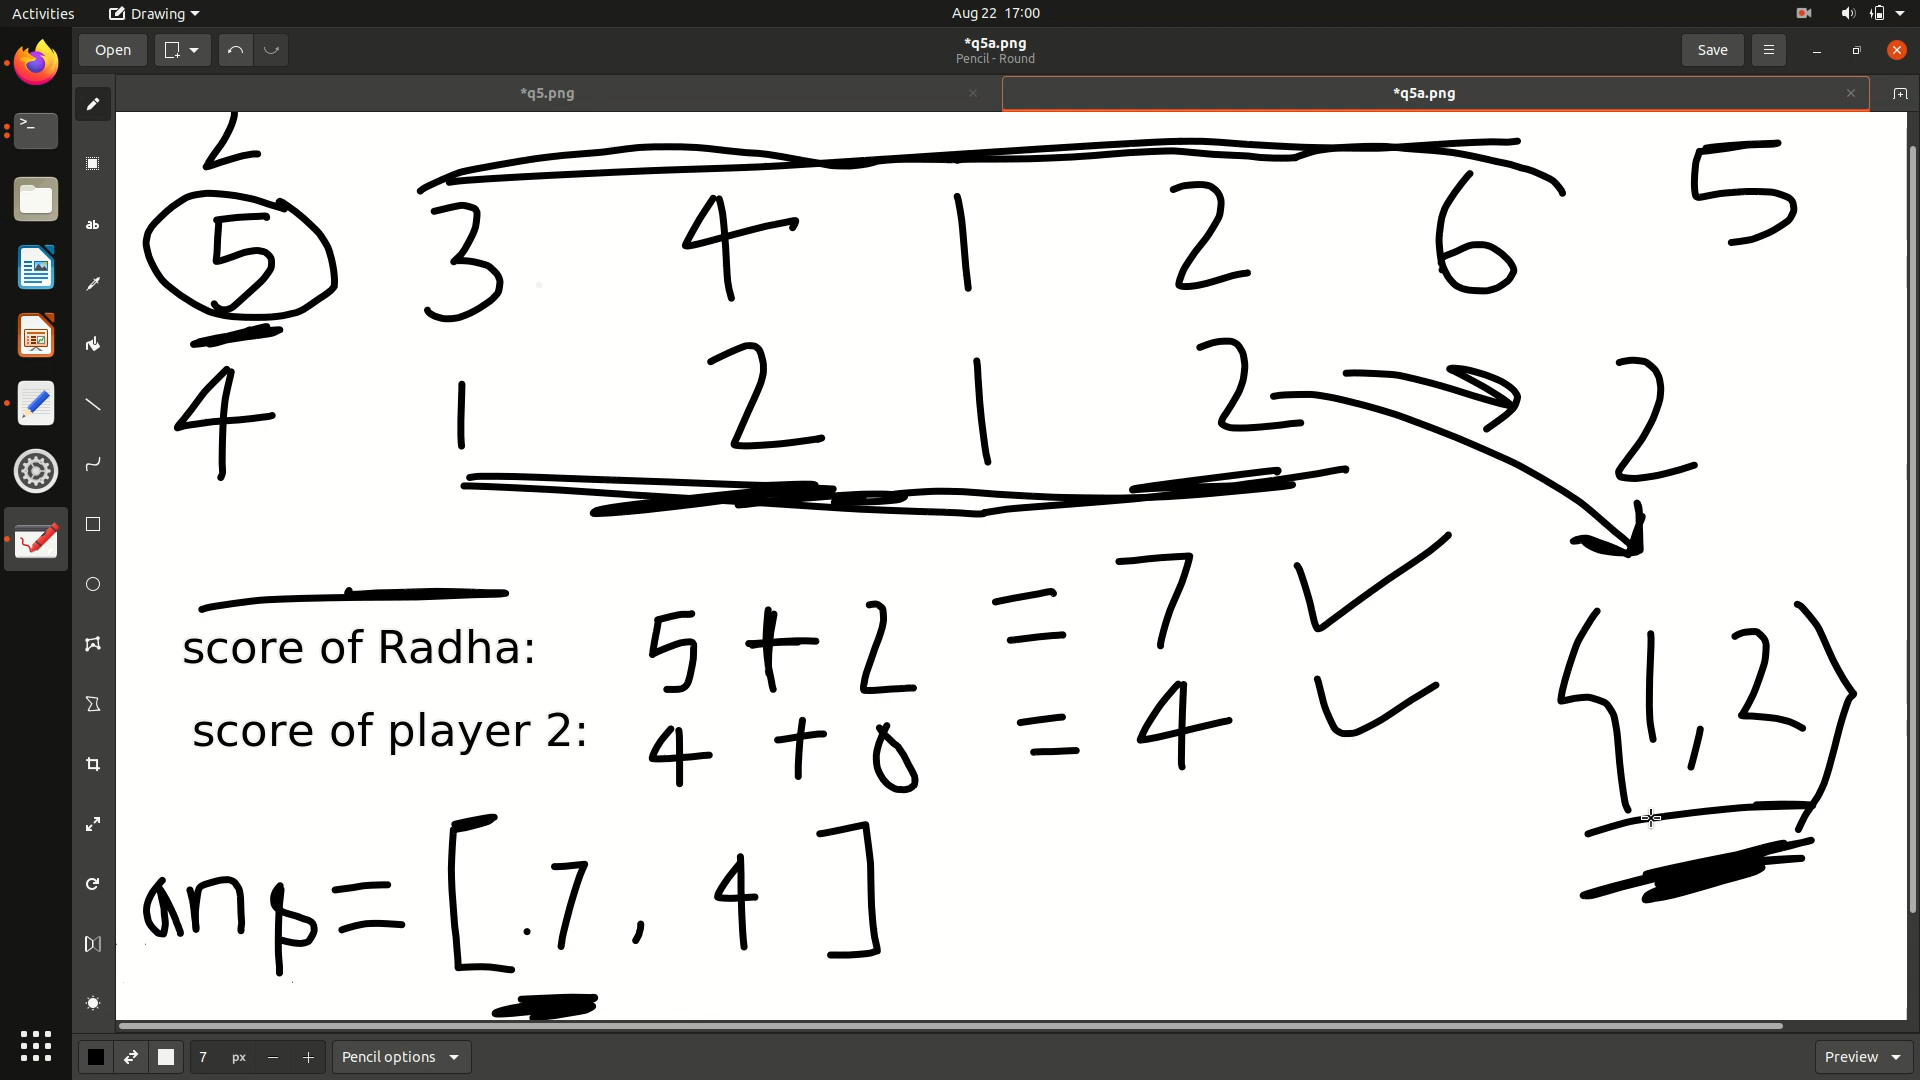 Activities Drawing Aug 22 17:00
Open *q5a.png Save
Pencil - Round
*q5.png *q5a.png
2
5 3 4 1 2 6 5
4 1 2 1 2 2
score of Radha: 5 + 2 = 7
score of player 2: 4 + 0 = 4
{1, 2}
ans = [ 7 , 4 ]
7 px − + Pencil options Preview